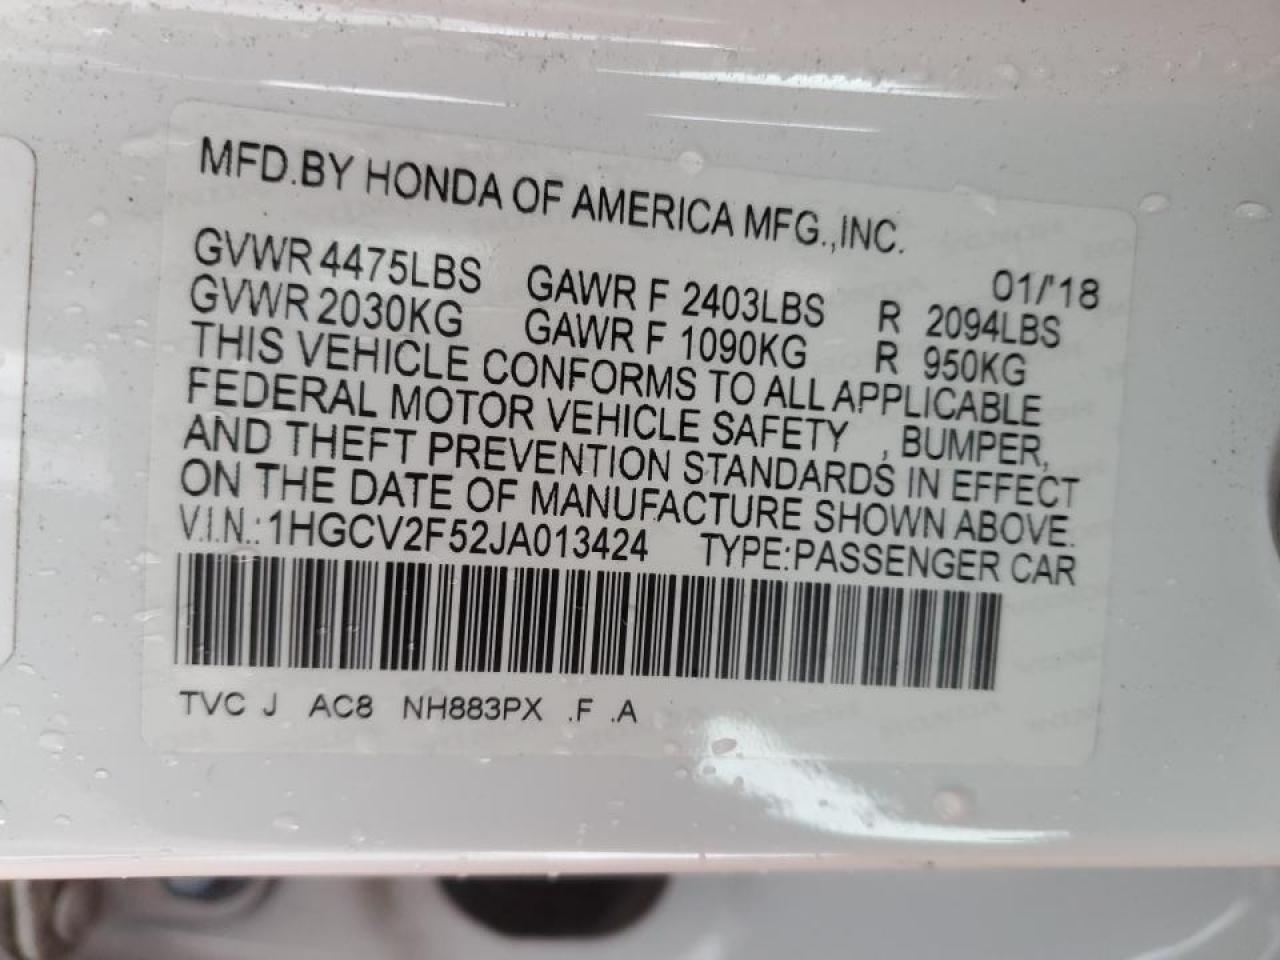 MFD.BY HONDA OF AMERICA MFG.,INC.
01/'18
GVWR 4475LBS GAWR F 2403LBS R 2094LBS
GVWR 2030KG GAWR F 1090KG R 950KG
THIS VEHICLE CONFORMS TO ALL APPLICABLE
FEDERAL MOTOR VEHICLE SAFETY , BUMPER,
AND THEFT PREVENTION STANDARDS IN EFFECT
ON THE DATE OF MANUFACTURE SHOWN ABOVE.
V.I.N.: 1HGCV2F52JA013424 TYPE:PASSENGER CAR
TVC J AC8 NH883PX .F .A